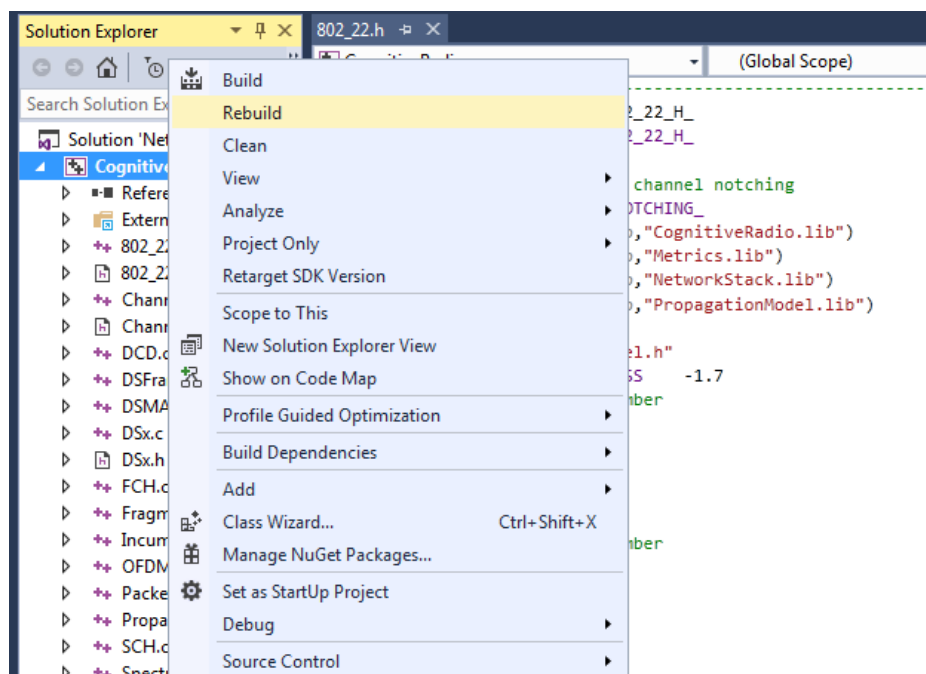 Solution Explorer
802_22.h
(Global Scope)
Search Solution Ex
Solution 'Net
Cognitive
Refere
Extern
802_22
802_22
Chann
Chann
DCD.c
DSFra
DSMA
DSx.c
DSx.h
FCH.c
Fragm
Incum
OFDM
Packe
Propa
SCH.c
Spectr
Build
Rebuild
Clean
View
Analyze
Project Only
Retarget SDK Version
Scope to This
New Solution Explorer View
Show on Code Map
Profile Guided Optimization
Build Dependencies
Add
Class Wizard... Ctrl+Shift+X
Manage NuGet Packages...
Set as StartUp Project
Debug
Source Control
2_22_H_
2_22_H_
channel notching
OTCHING_
,"CognitiveRadio.lib")
,"Metrics.lib")
,"NetworkStack.lib")
,"PropagationModel.lib")
el.h"
SS -1.7
mber
mber